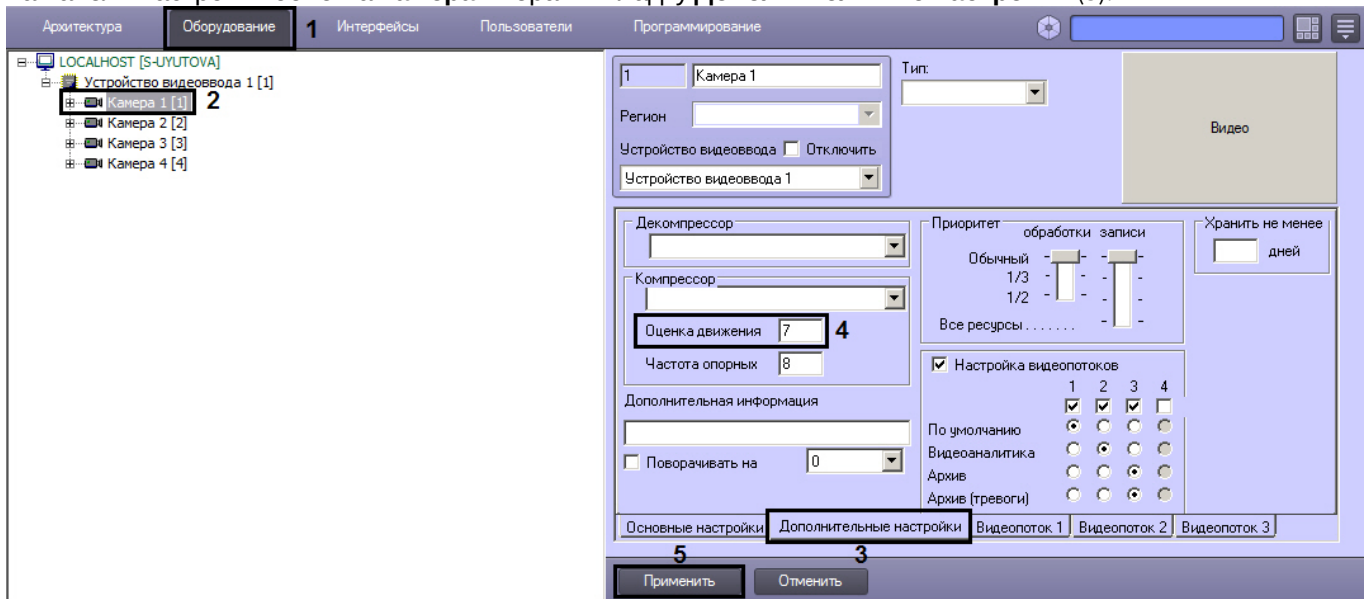 Архитектура Оборудование 1 Интерфейсы Пользователи Программирование
LOCALHOST [S-UYUTOVA]
Устройство видеоввода 1 [1]
Камера 1 [1] 2
Камера 2 [2]
Камера 3 [3]
Камера 4 [4]
1 Камера 1
Тип:
Регион
Устройство видеоввода Отключить
Устройство видеоввода 1
Видео
Декомпрессор
Компрессор
Оценка движения 7 4
Частота опорных 8
Дополнительная информация
Поворачивать на 0
Приоритет
обработки записи
Обычный
1/3
1/2
Все ресурсы . . . . . . .
Хранить не менее
дней
Настройка видеопотоков
1 2 3 4
По умолчанию
Видеоаналитика
Архив
Архив (тревоги)
Основные настройки Дополнительные настройки Видеопоток 1 Видеопоток 2 Видеопоток 3
5 3
Применить Отменить